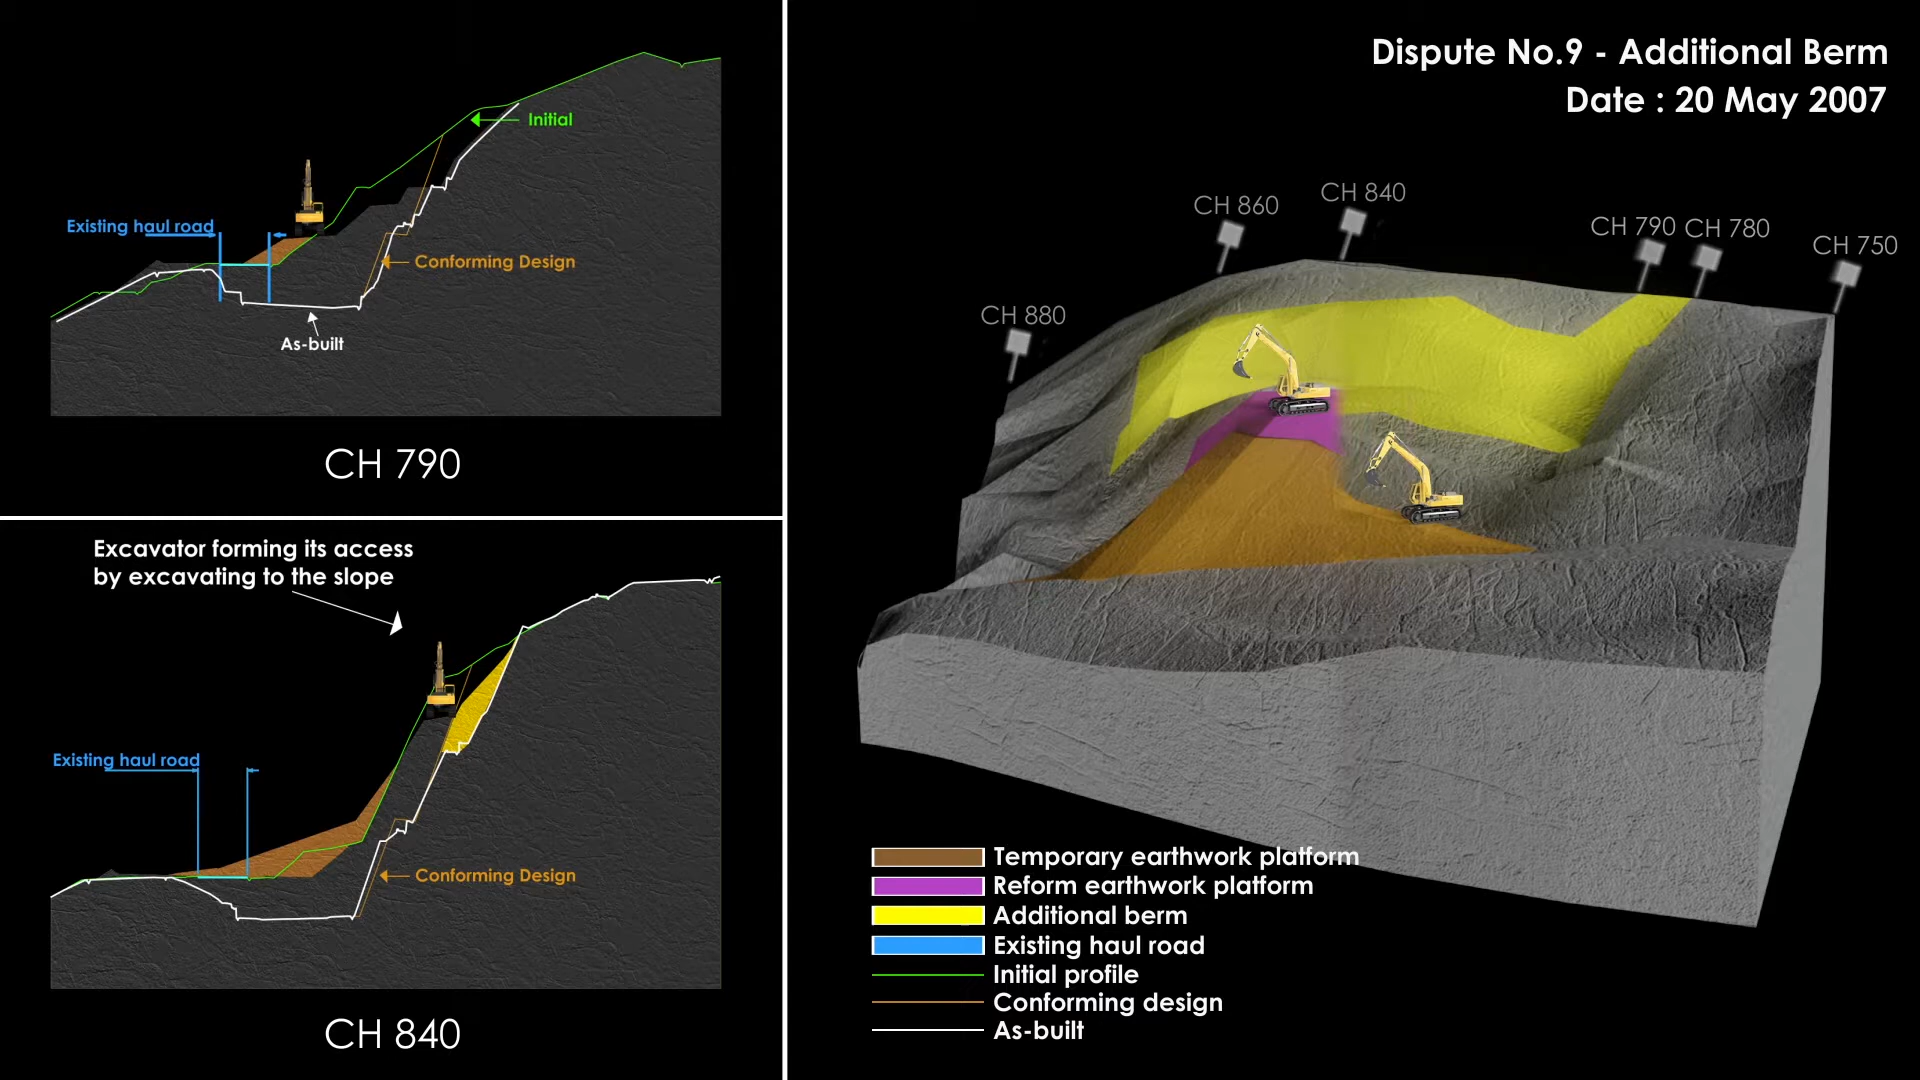 Existing haul road
Initial
Conforming Design
As-built
CH 790
Excavator forming its access
by excavating to the slope
Existing haul road
Conforming Design
CH 840
Dispute No.9 - Additional Berm
Date : 20 May 2007
CH 880
CH 860
CH 840
CH 790
CH 780
CH 750
Temporary earthwork platform
Reform earthwork platform
Additional berm
Existing haul road
Initial profile
Conforming design
As-built